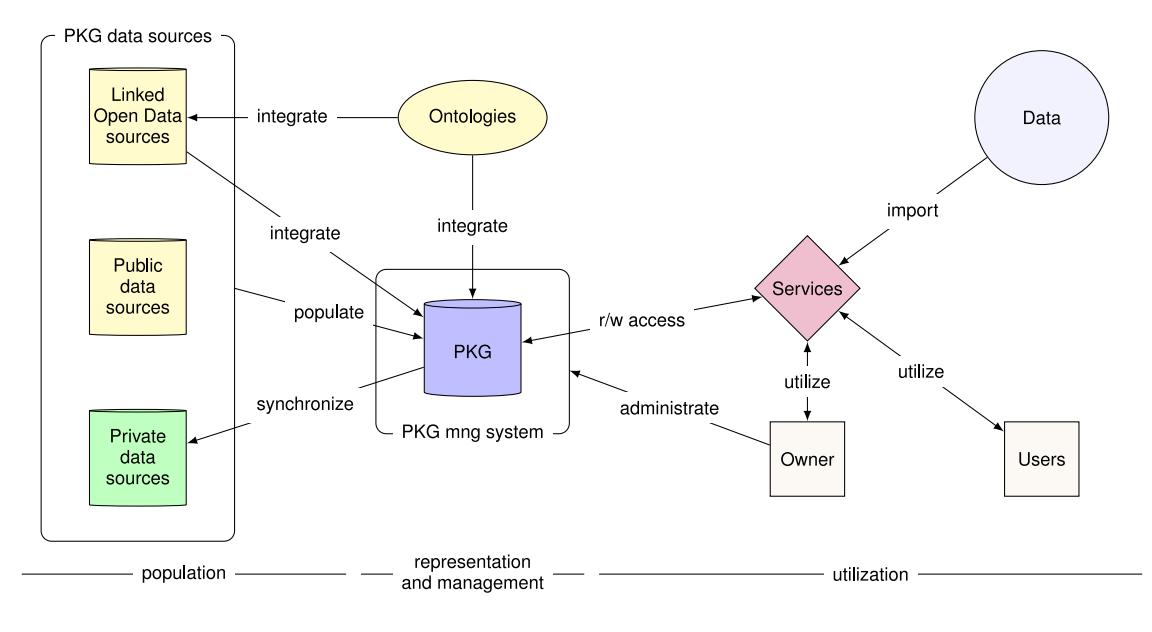 PKG data sources
Linked
Open Data
sources
integrate
Ontologies
Data
integrate
integrate
import
Public
data
sources
populate
Services
r/w access
PKG
utilize
utilize
synchronize
administrate
PKG mng system
Private
data
sources
Owner
Users
population
representation
and management
utilization